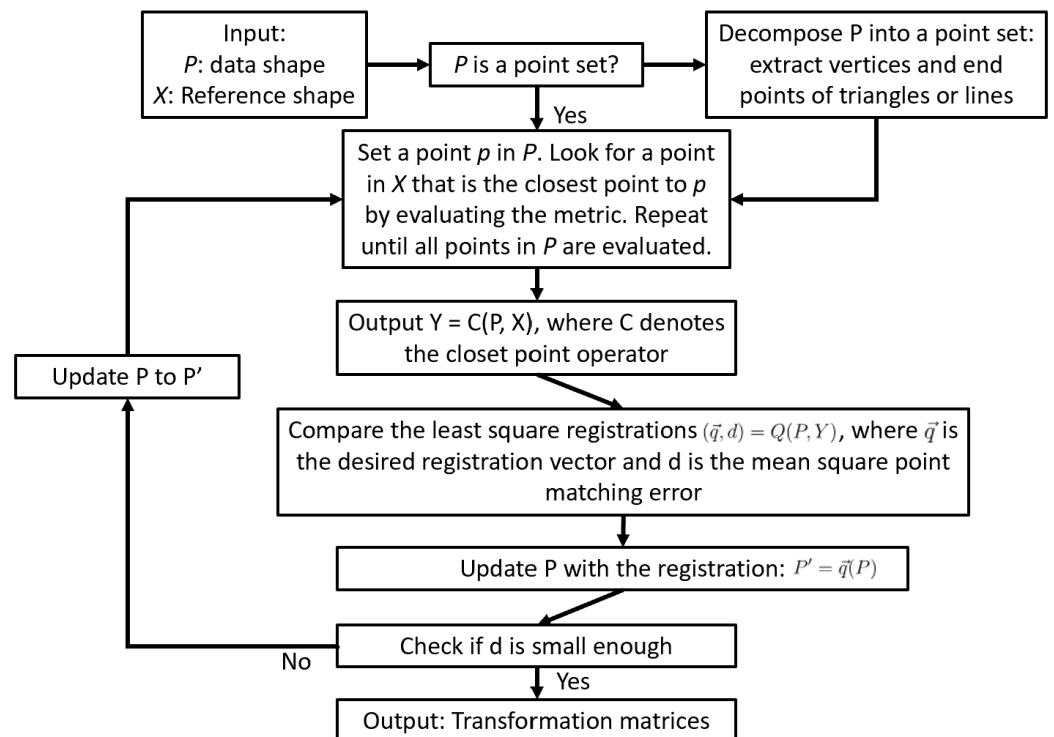 Input:
P: data shape
X: Reference shape
P is a point set?
Decompose P into a point set:
extract vertices and end
points of triangles or lines
Yes
Set a point p in P. Look for a point
in X that is the closest point to p
by evaluating the metric. Repeat
until all points in P are evaluated.
Output Y = C(P, X), where C denotes
the closet point operator
Update P to P’
Compare the least square registrations (q⃗, d) = Q(P, Y), where q⃗ is
the desired registration vector and d is the mean square point
matching error
Update P with the registration: P′ = q⃗(P)
Check if d is small enough
No
Yes
Output: Transformation matrices